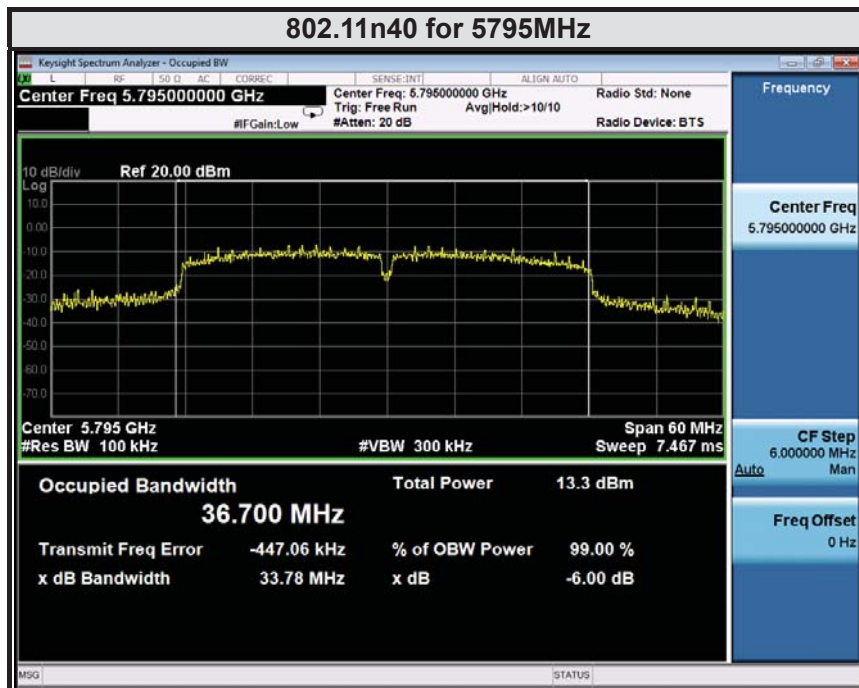 802.11n40 for 5795MHz
Keysight Spectrum Analyzer - Occupied BW
L RF 50 Ω AC CORREC SENSE:INT ALIGN AUTO
Center Freq 5.795000000 GHz
Center Freq: 5.795000000 GHz Radio Std: None
Trig: Free Run Avg|Hold:>10/10
#IFGain:Low #Atten: 20 dB Radio Device: BTS
10 dB/div Ref 20.00 dBm
Log
10.0
0.00
-10.0
-20.0
-30.0
-40.0
-50.0
-60.0
-70.0
Center 5.795 GHz Span 60 MHz
#Res BW 100 kHz #VBW 300 kHz Sweep 7.467 ms
Occupied Bandwidth Total Power 13.3 dBm
36.700 MHz
Transmit Freq Error -447.06 kHz % of OBW Power 99.00 %
x dB Bandwidth 33.78 MHz x dB -6.00 dB
Frequency
Center Freq
5.795000000 GHz
CF Step
6.000000 MHz
Auto Man
Freq Offset
0 Hz
MSG STATUS